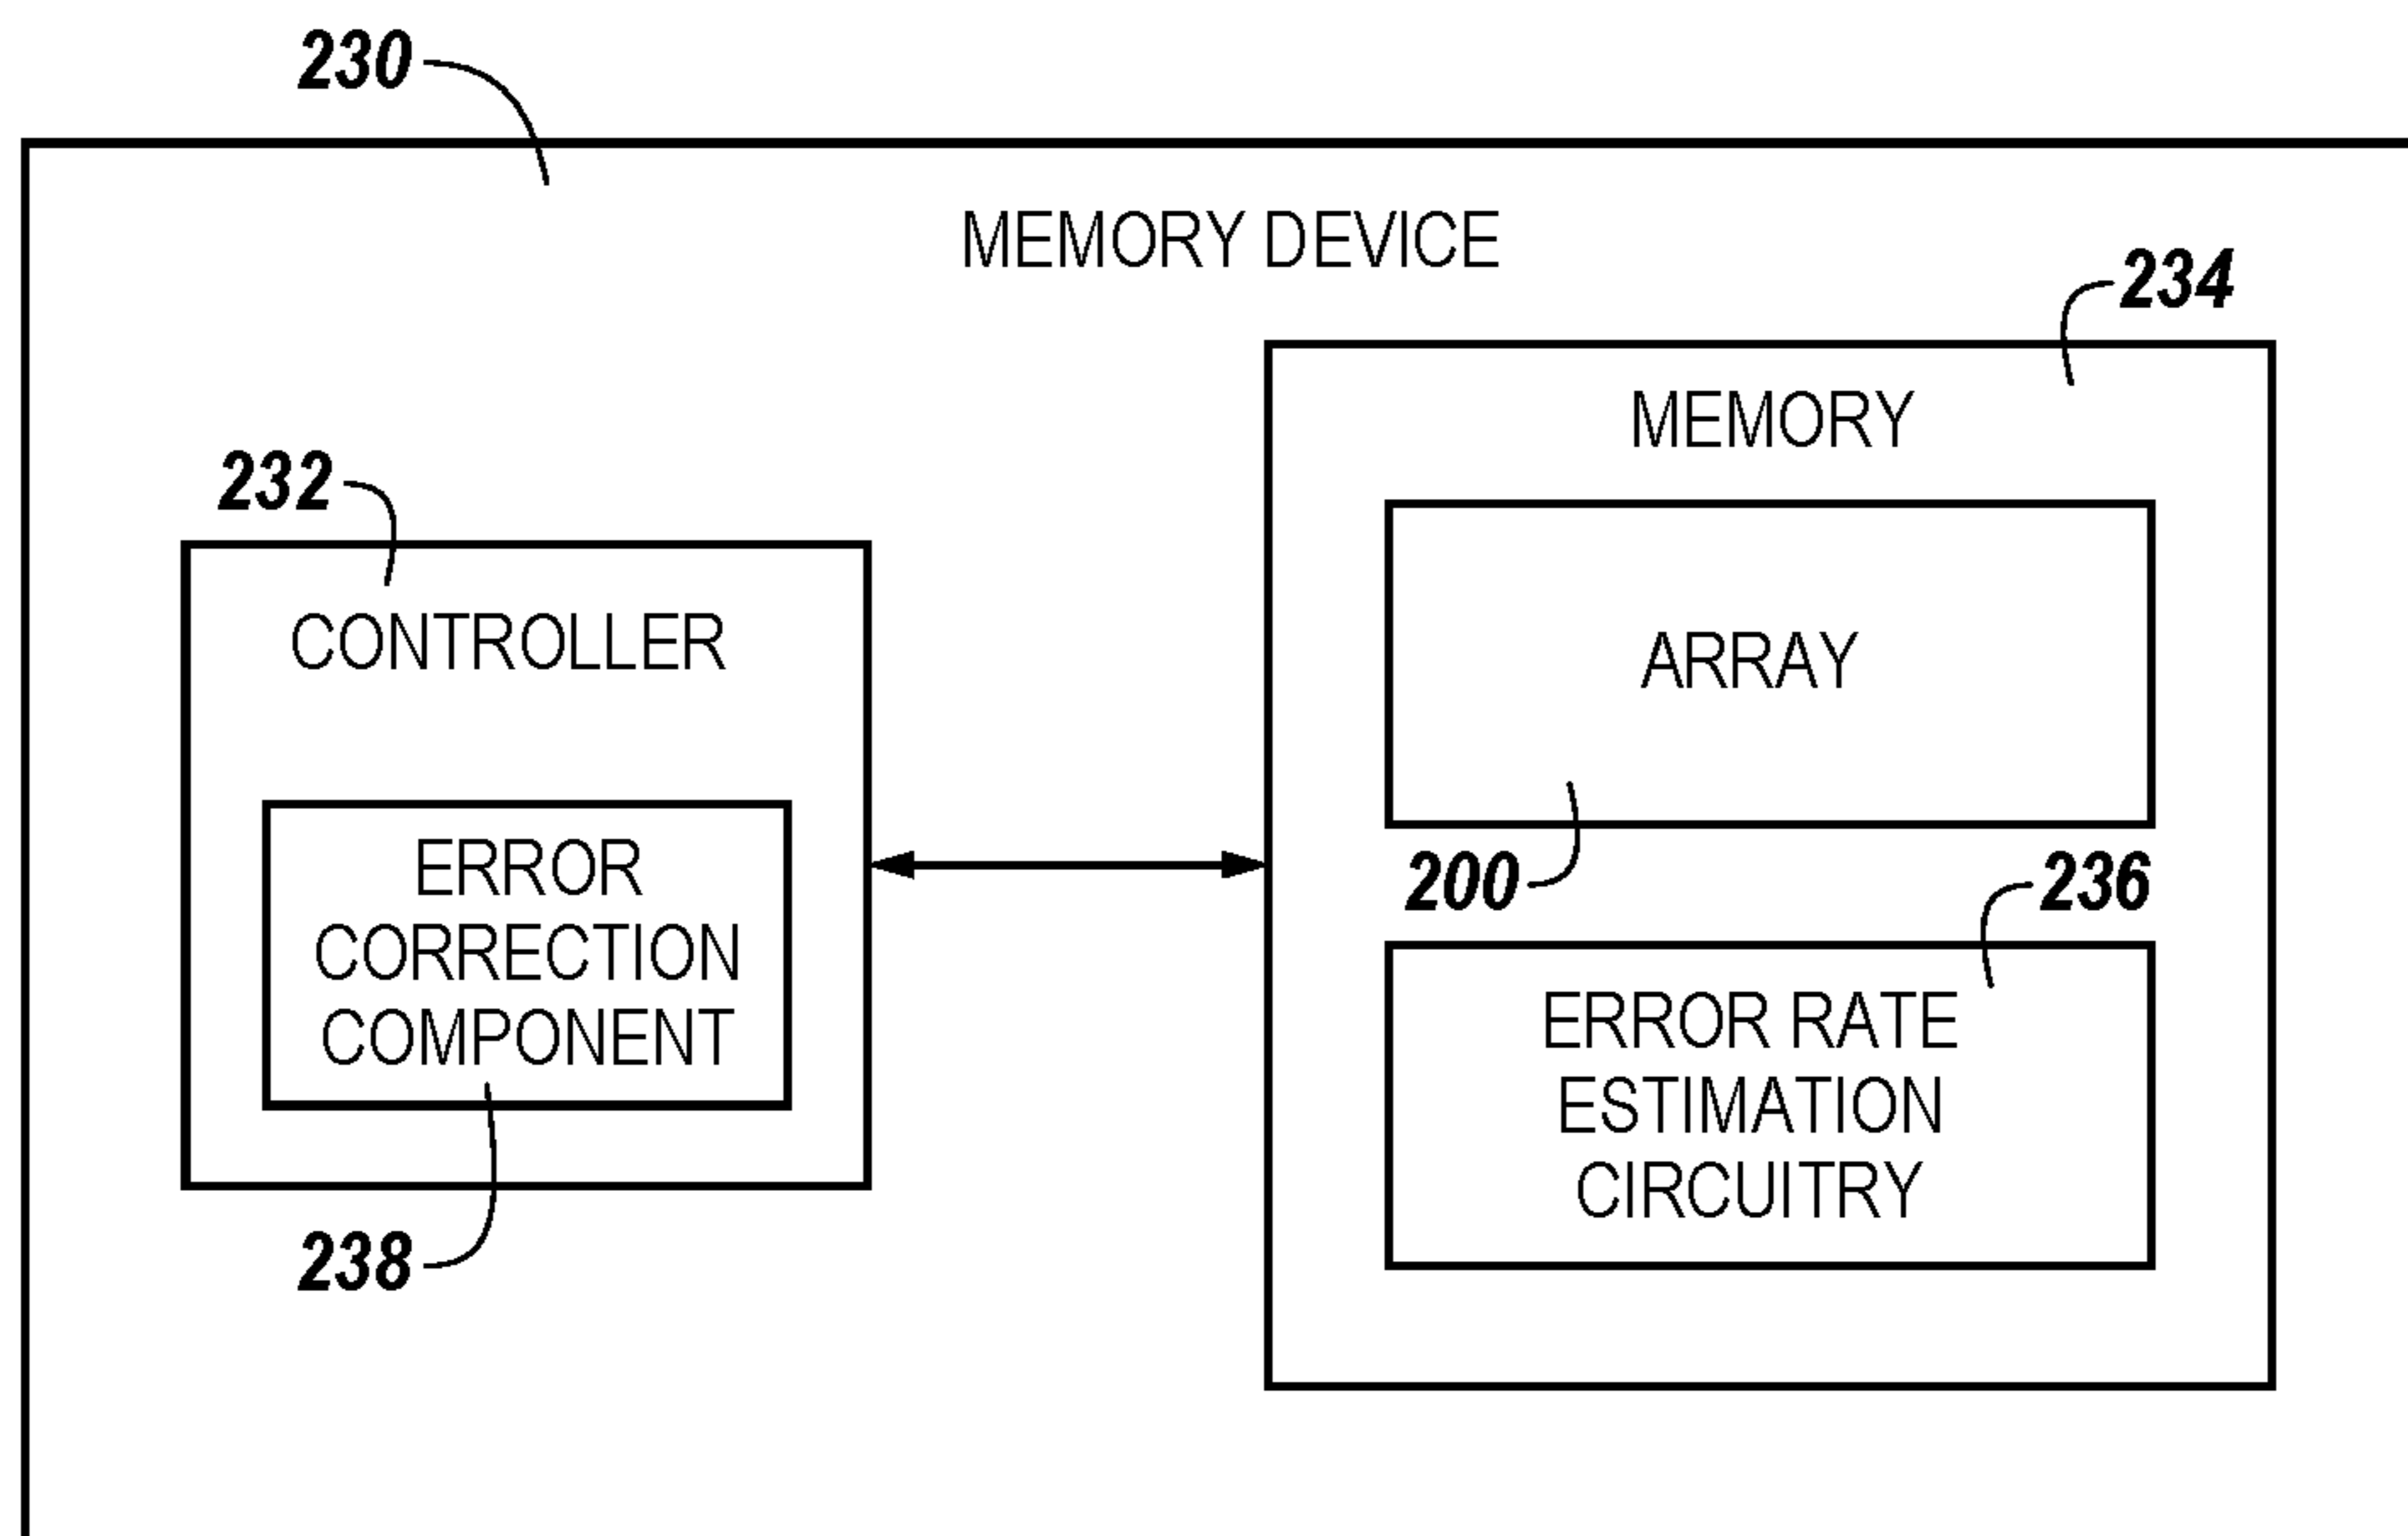 230
MEMORY DEVICE
234
MEMORY
232
CONTROLLER
ARRAY
ERROR
CORRECTION
COMPONENT
200
236
ERROR RATE
ESTIMATION
CIRCUITRY
238